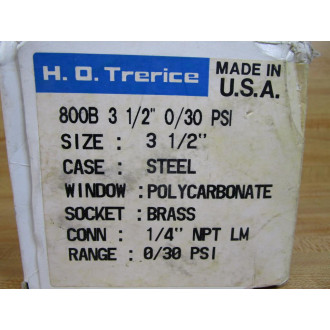 H. O. Trerice
MADE IN
U.S.A.
800B 3 1/2" 0/30 PSI
SIZE : 3 1/2"
CASE : STEEL
WINDOW : POLYCARBONATE
SOCKET : BRASS
CONN : 1/4" NPT LM
RANGE : 0/30 PSI